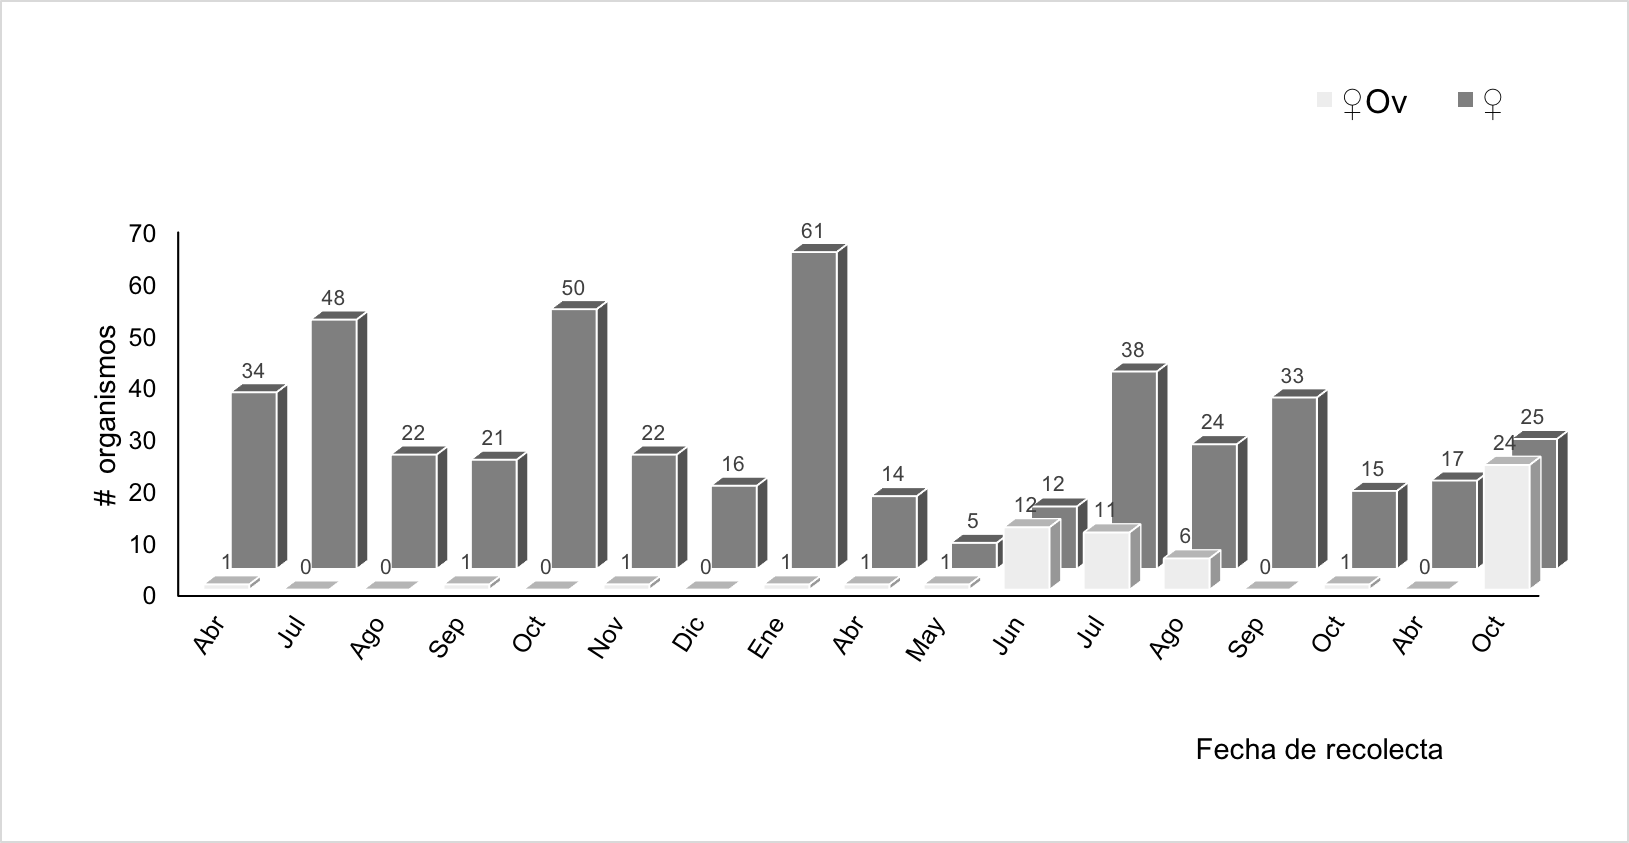 ♀Ov ♀
70
60
50
40
30
20
10
0
# organismos
34 48 22 21 50 22 16 61 14 5 12 38 24 33 15 17 25
1 0 0 1 0 1 0 1 1 1 12 11 6 0 1 0 24
Abr Jul Ago Sep Oct Nov Dic Ene Abr May Jun Jul Ago Sep Oct Abr Oct
Fecha de recolecta